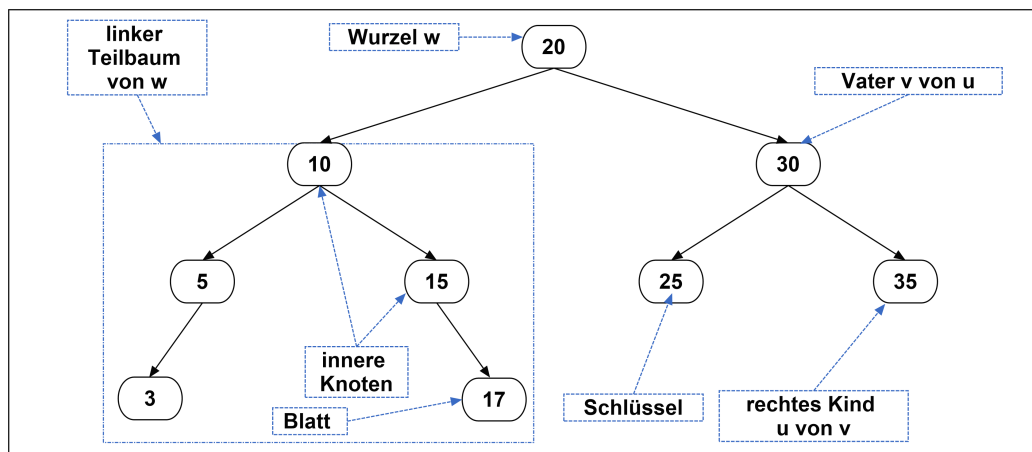 linker
Teilbaum
von w
Wurzel w
20
Vater v von u
10
30
5
15
25
35
innere
Knoten
3
17
Blatt
Schlüssel
rechtes Kind
u von v